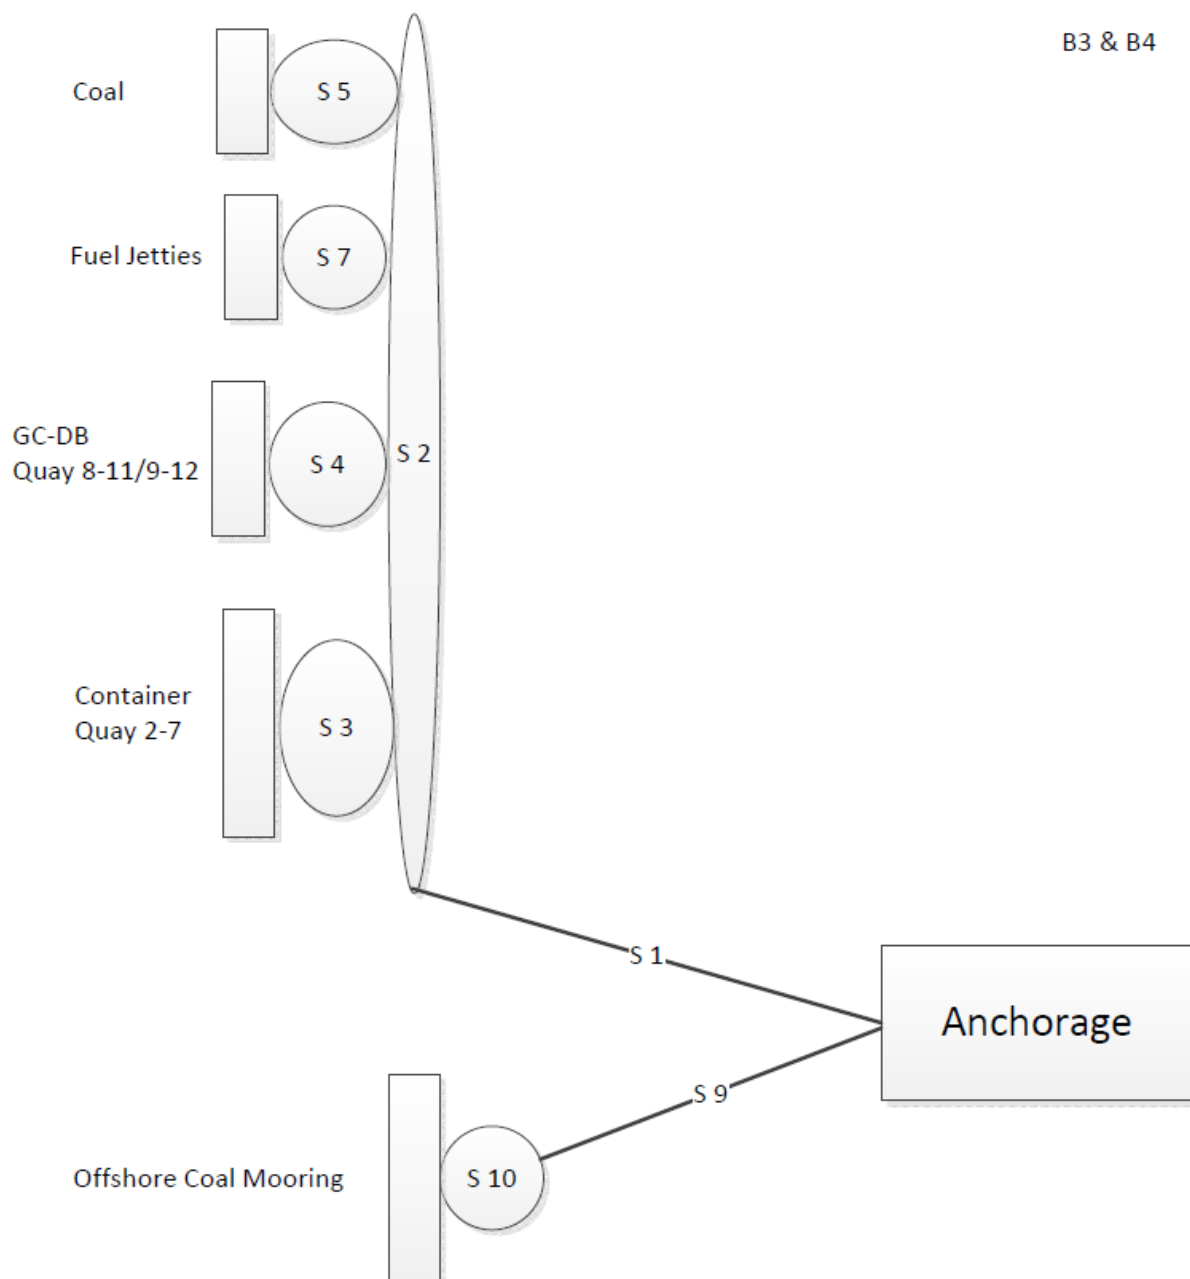 B3 & B4
Coal
S 5
Fuel Jetties
S 7
GC-DB
Quay 8-11/9-12
S 4
S 2
Container
Quay 2-7
S 3
S 1
Anchorage
S 9
Offshore Coal Mooring
S 10